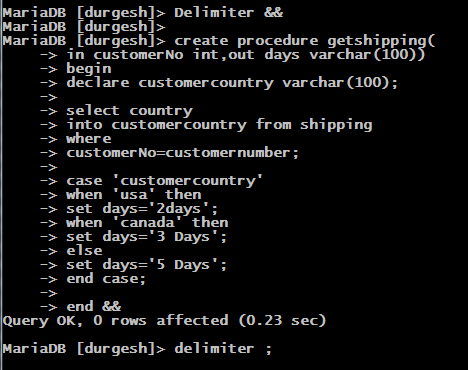 MariaDB [durgesh]> Delimiter &&
MariaDB [durgesh]>
MariaDB [durgesh]> create procedure getshipping(
    -> in customerNo int,out days varchar(100))
    -> begin
    -> declare customercountry varchar(100);
    ->
    -> select country
    -> into customercountry from shipping
    -> where
    -> customerNo=customernumber;
    ->
    -> case 'customercountry'
    -> when 'usa' then
    -> set days='2days';
    -> when 'canada' then
    -> set days='3 Days';
    -> else
    -> set days='5 Days';
    -> end case;
    ->
    -> end &&
Query OK, 0 rows affected (0.23 sec)
MariaDB [durgesh]> delimiter ;